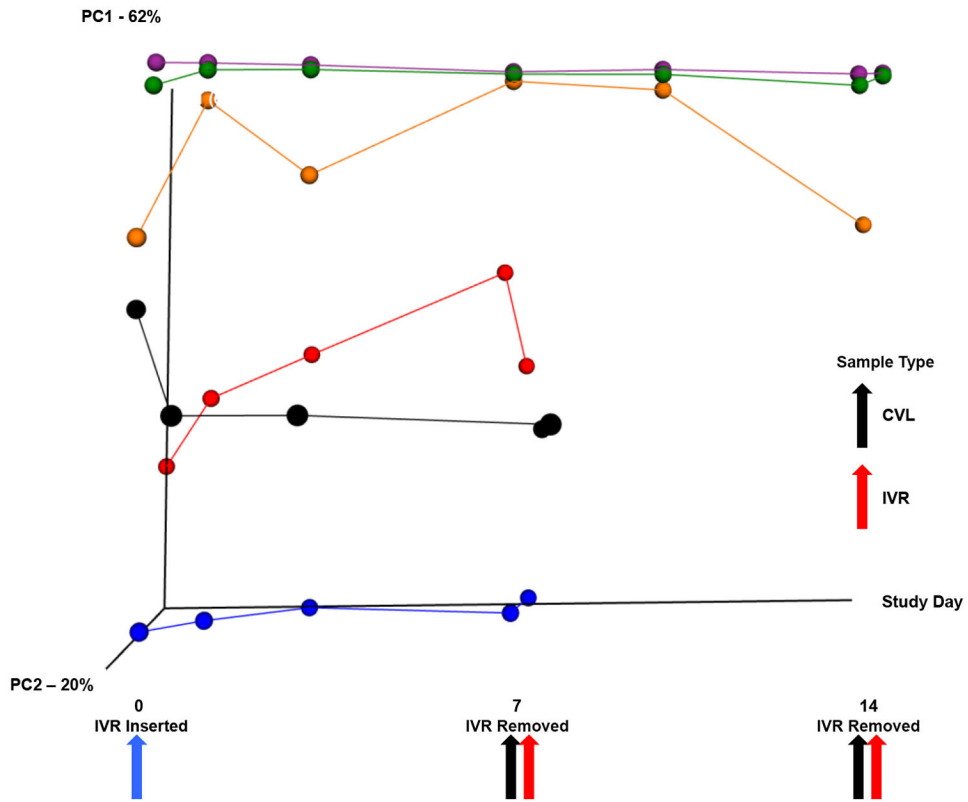 PC1 - 62%
Sample Type
CVL
IVR
Study Day
PC2 – 20%
0
IVR Inserted
7
IVR Removed
14
IVR Removed